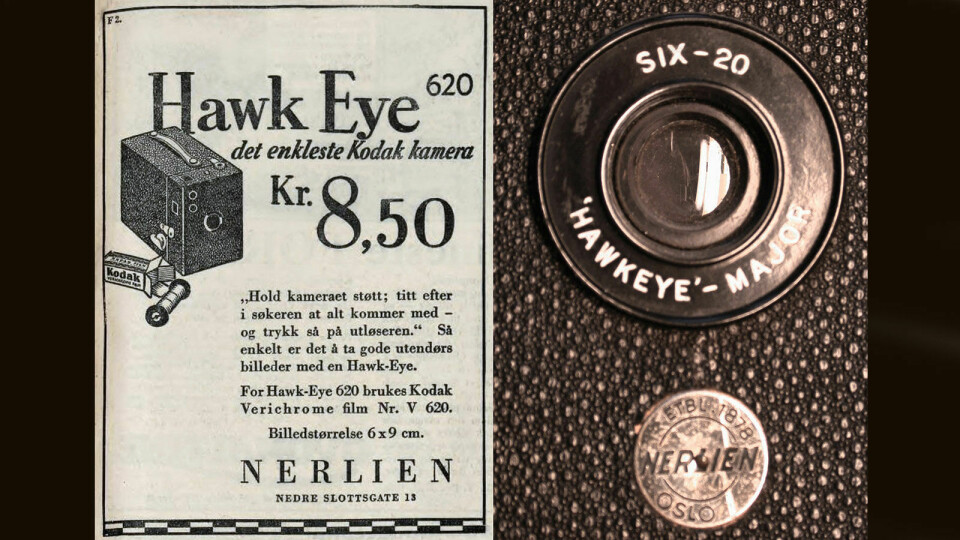 F 2.
Hawk Eye 620
det enkleste Kodak kamera
Kr. 8,50
Kodak
„Hold kameraet støtt; titt efter
i søkeren at alt kommer med –
og trykk så på utløseren.“ Så
enkelt er det å ta gode utendørs
billeder med en Hawk-Eye.
For Hawk-Eye 620 brukes Kodak
Verichrome film Nr. V 620.
Billedstørrelse 6 x 9 cm.
NERLIEN
NEDRE SLOTTSGATE 13
SIX-20
'HAWKEYE'- MAJOR
ETBL. 1878
NERLIEN
OSLO